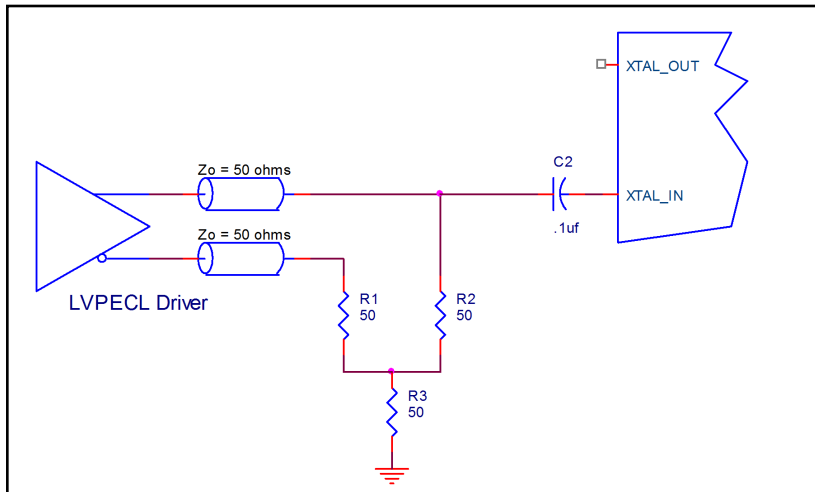 XTAL_OUT
Zo = 50 ohms
C2
XTAL_IN
.1uf
Zo = 50 ohms
LVPECL Driver
R1
50
R2
50
R3
50